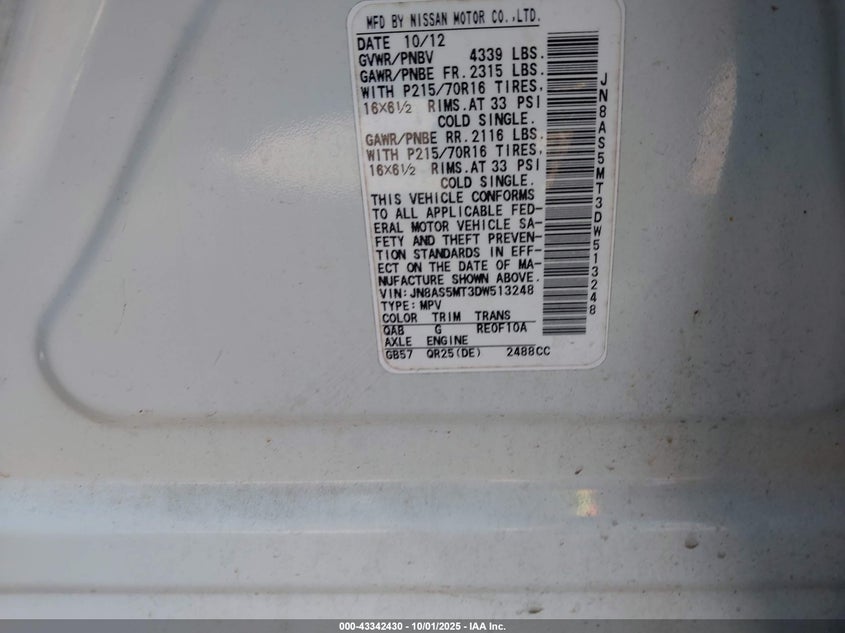 MFD BY NISSAN MOTOR CO.,LTD.
DATE 10/12
GVWR/PNBV 4339 LBS.
GAWR/PNBE FR.2315 LBS.
WITH P215/70R16 TIRES,
16X6½ RIMS.AT 33 PSI
COLD SINGLE.
GAWR/PNBE RR.2116 LBS.
WITH P215/70R16 TIRES,
16X6½ RIMS.AT 33 PSI
COLD SINGLE.
THIS VEHICLE CONFORMS
TO ALL APPLICABLE FED-
ERAL MOTOR VEHICLE SA-
FETY AND THEFT PREVEN-
TION STANDARDS IN EFF-
ECT ON THE DATE OF MA-
NUFACTURE SHOWN ABOVE.
VIN:JN8AS5MT3DW513248
TYPE:MPV
COLOR TRIM TRANS
QAB G RE0F10A
AXLE ENGINE
GB57 QR25(DE) 2488CC
JN8AS5MT3DW513248
000-43342430 - 10/01/2025 - IAA Inc.